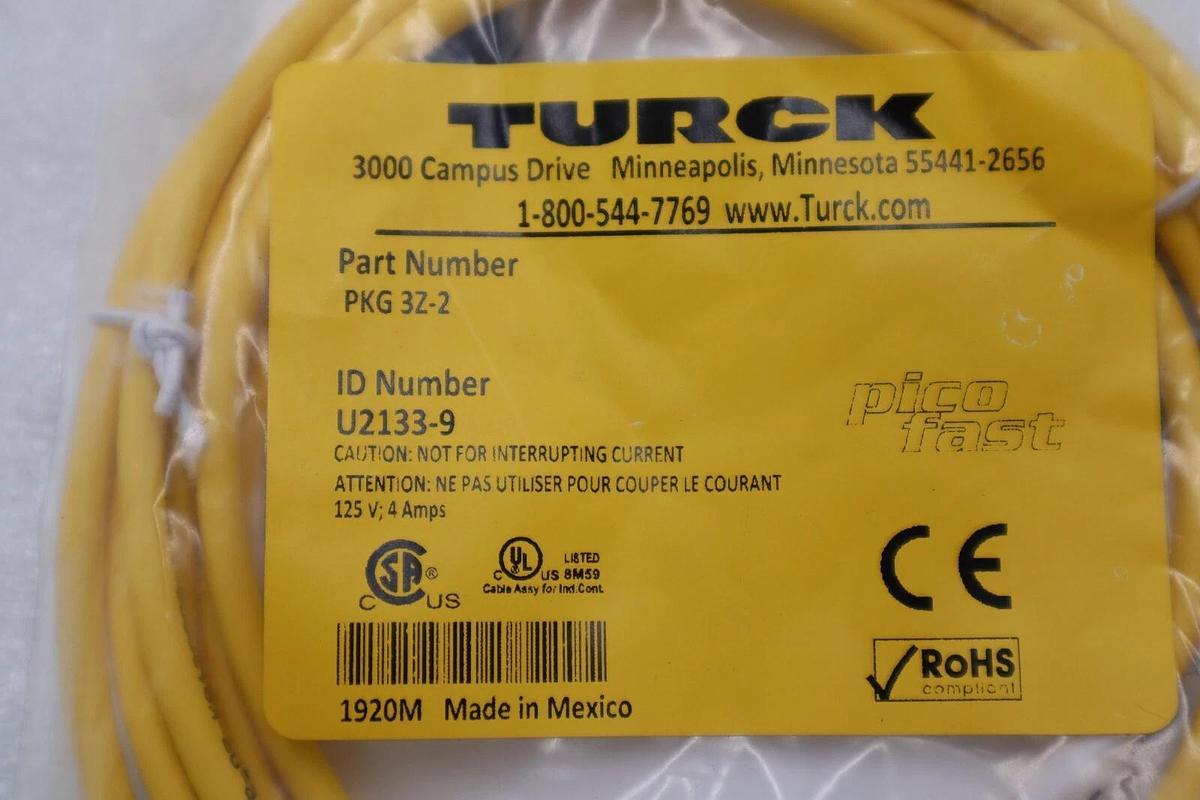 TURCK
3000 Campus Drive Minneapolis, Minnesota 55441-2656
1-800-544-7769 www.Turck.com
Part Number
PKG 3Z-2
ID Number
U2133-9
pico
fast
CAUTION: NOT FOR INTERRUPTING CURRENT
ATTENTION: NE PAS UTILISER POUR COUPER LE COURANT
125 V; 4 Amps
SA®
C US
UL LISTED
C US 8M59
Cable Assy for Ind.Cont.
CE
1920M Made in Mexico
RoHS
compliant